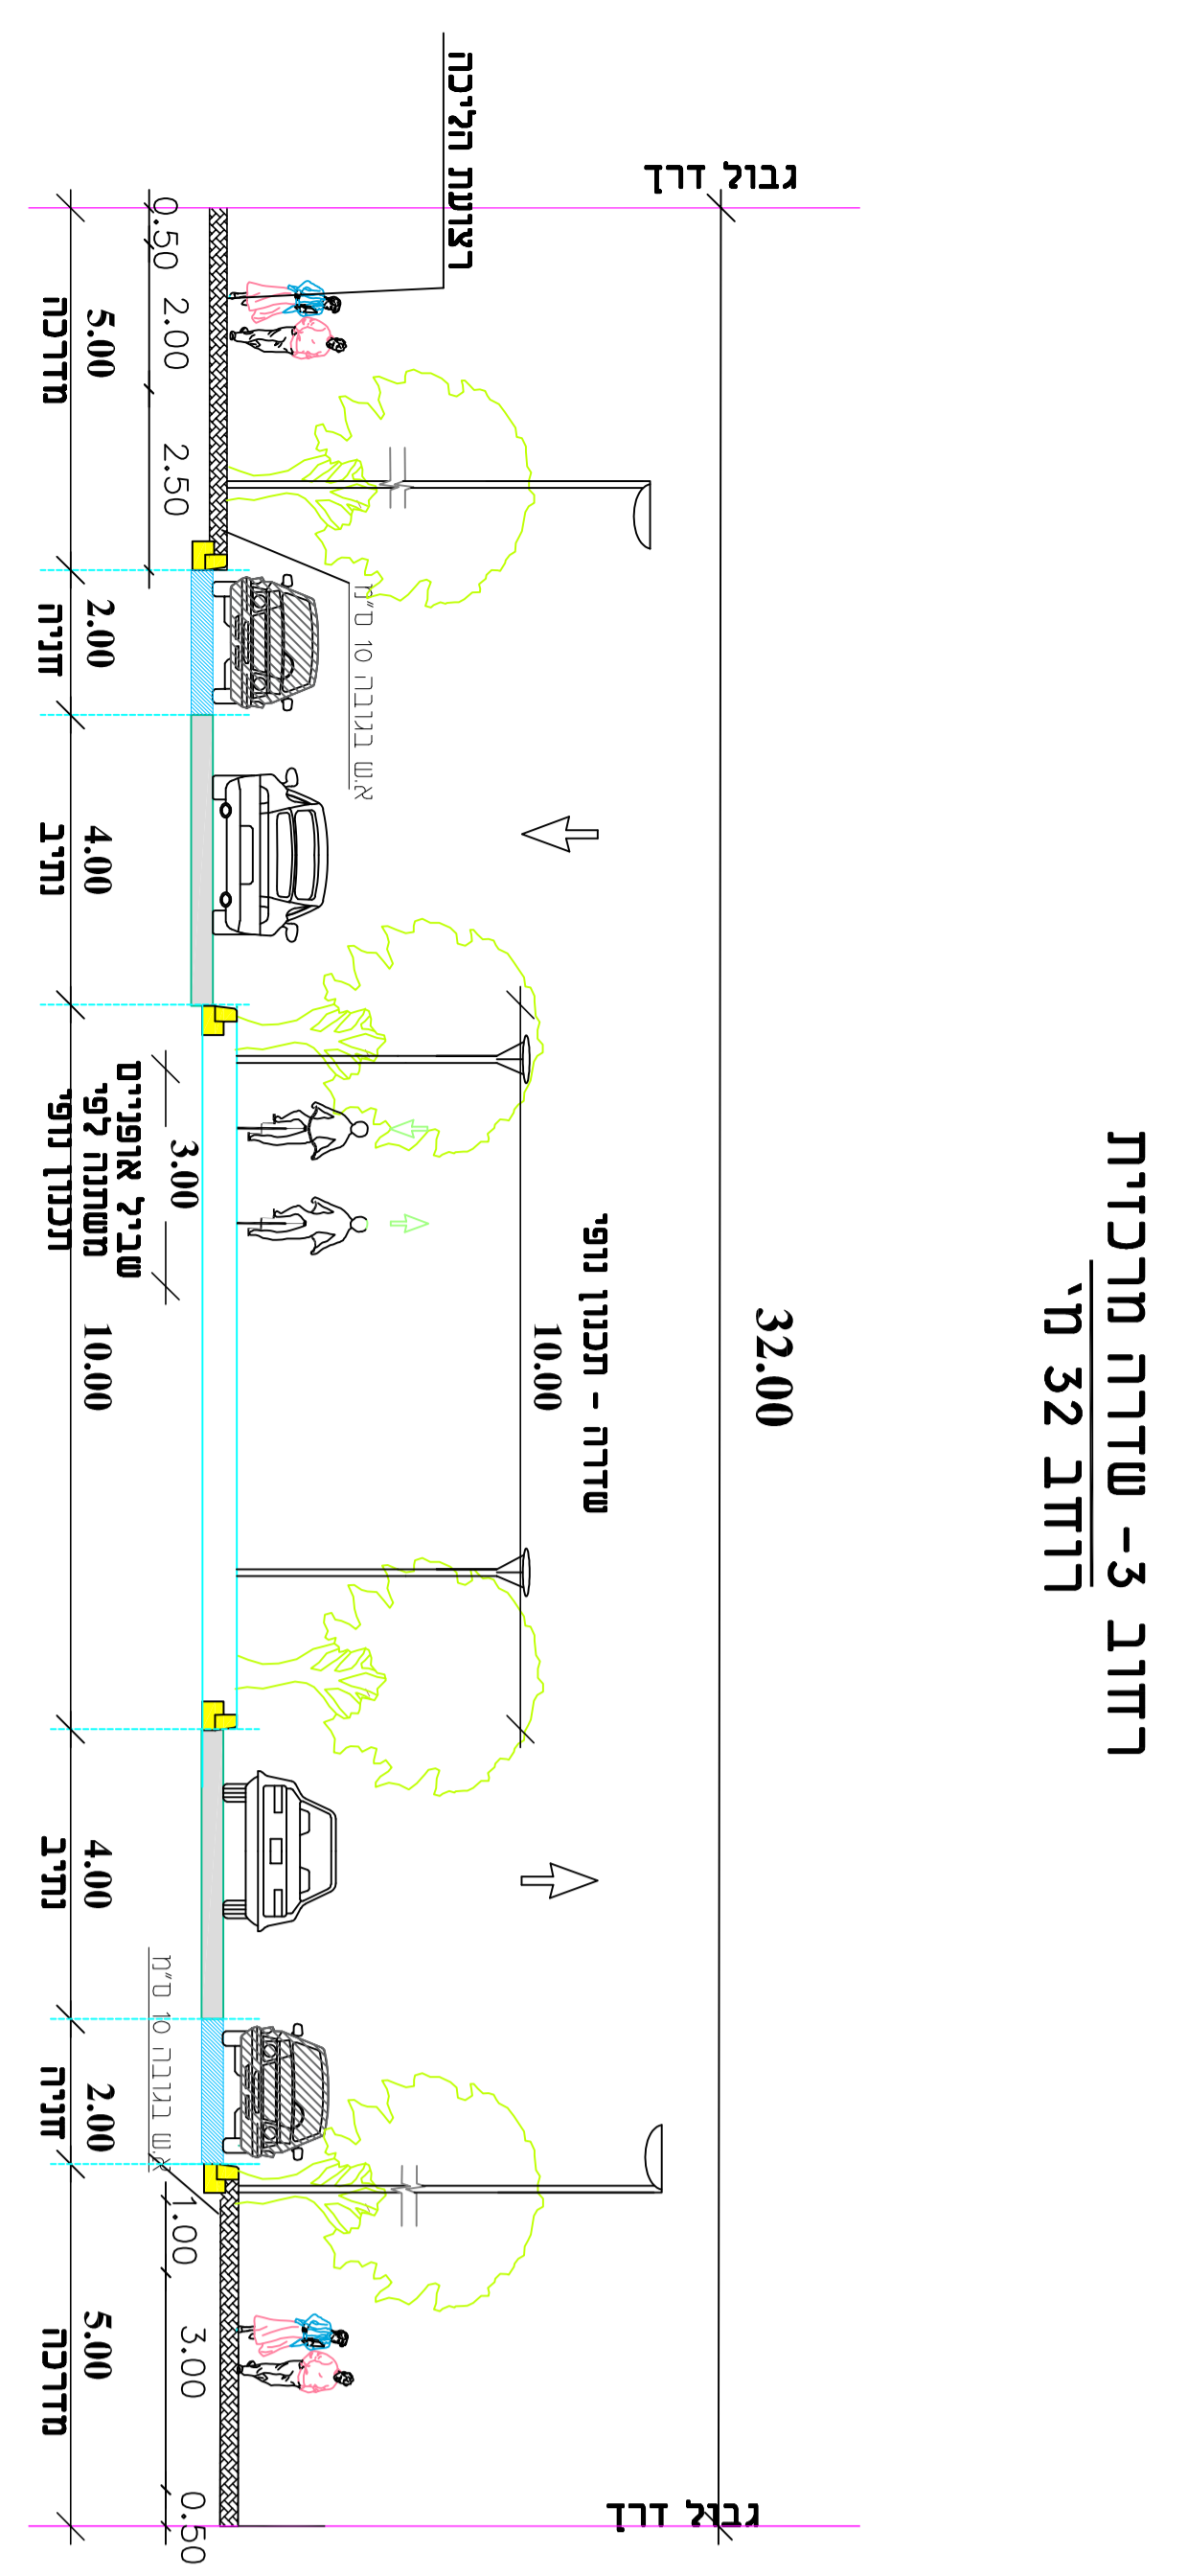 רחוב 3- שדרה מרכזית
רוחב 32 מ'
גבול דרך
32.00
גבול דרך
שדרה - תכנון נופי
10.00
רצועת הליכה
א.ש בגובה 10 ס"מ
א.ש בגובה 10 ס"מ
0.50
2.00
2.50
3.00
שביל אופניים
משתנה לפי
תכנון נופי
1.00
3.00
0.50
5.00
מדרכה
2.00
חניה
4.00
נתיב
10.00
4.00
נתיב
2.00
חניה
5.00
מדרכה